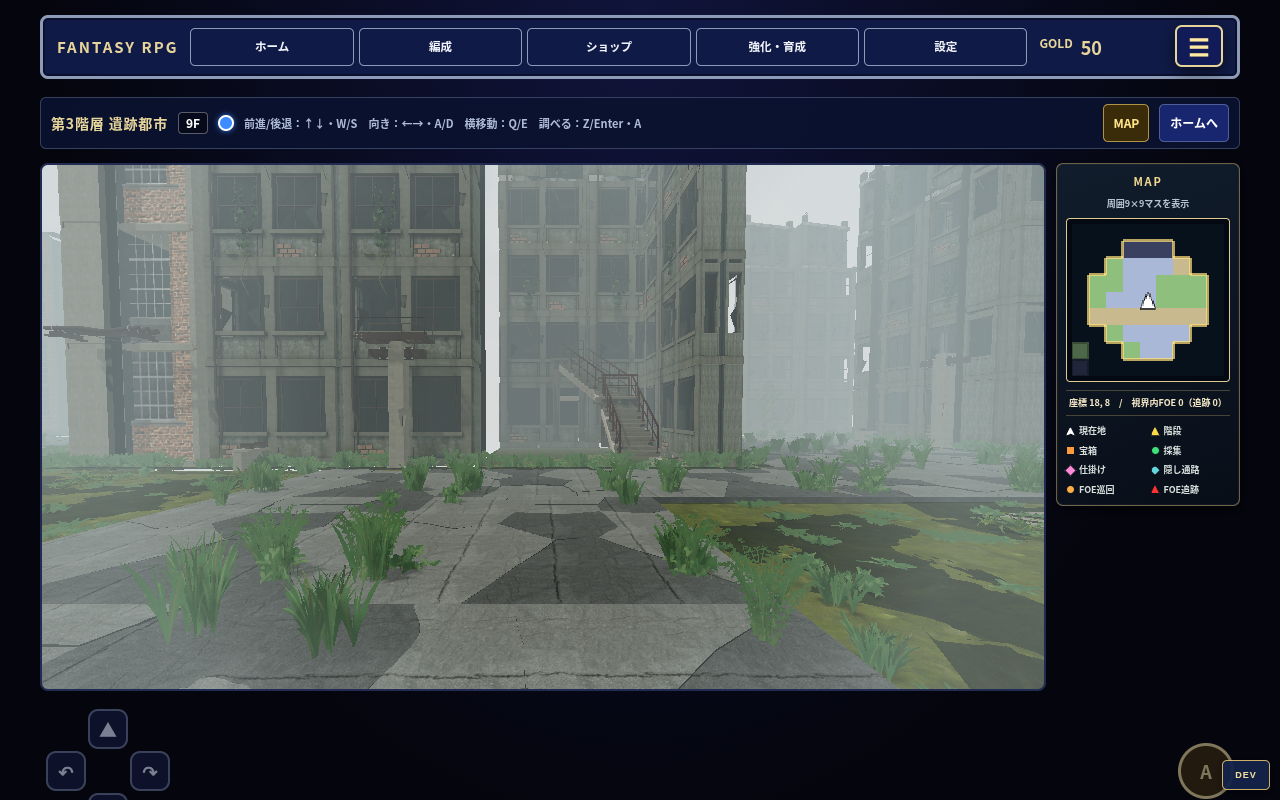 FANTASY RPG
ホーム
編成
ショップ
強化・育成
設定
GOLD 50
第3階層 遺跡都市
9F
前進/後退：↑↓・W/S　向き：←→・A/D　横移動：Q/E　調べる：Z/Enter・A
MAP
ホームへ
MAP
周囲9×9マスを表示
座標 18, 8　/　視界内FOE 0（追跡 0）
現在地
階段
宝箱
採集
仕掛け
隠し通路
FOE巡回
FOE追跡
A
DEV